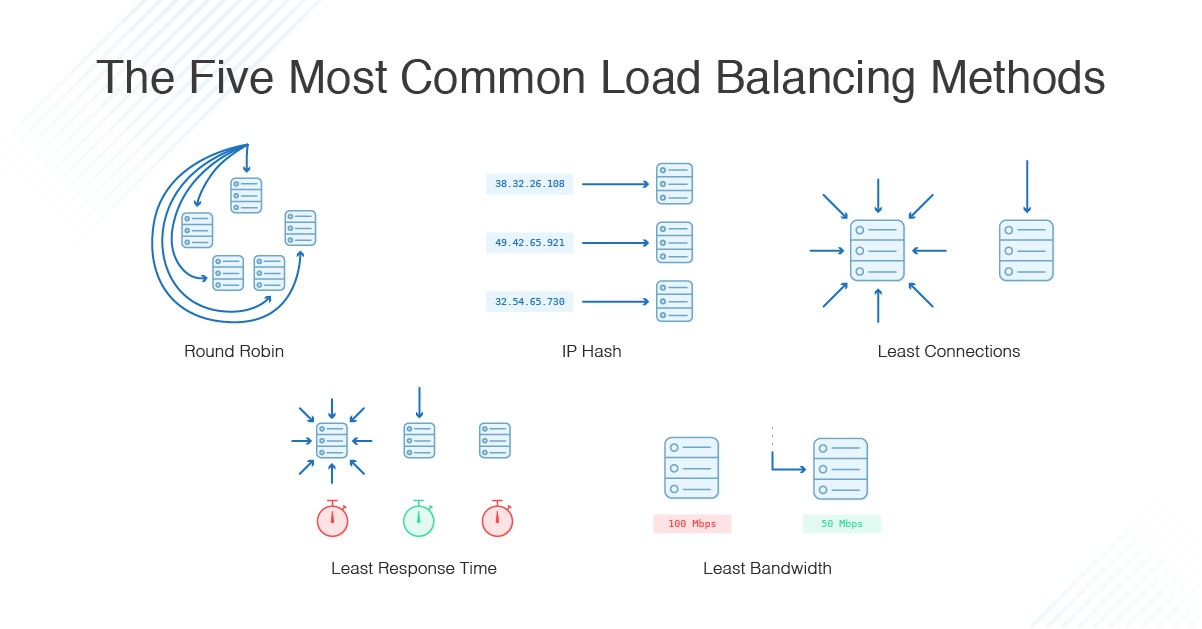 The Five Most Common Load Balancing Methods
38.32.26.108
49.42.65.921
32.54.65.730
Round Robin
IP Hash
Least Connections
100 Mbps
50 Mbps
Least Response Time
Least Bandwidth